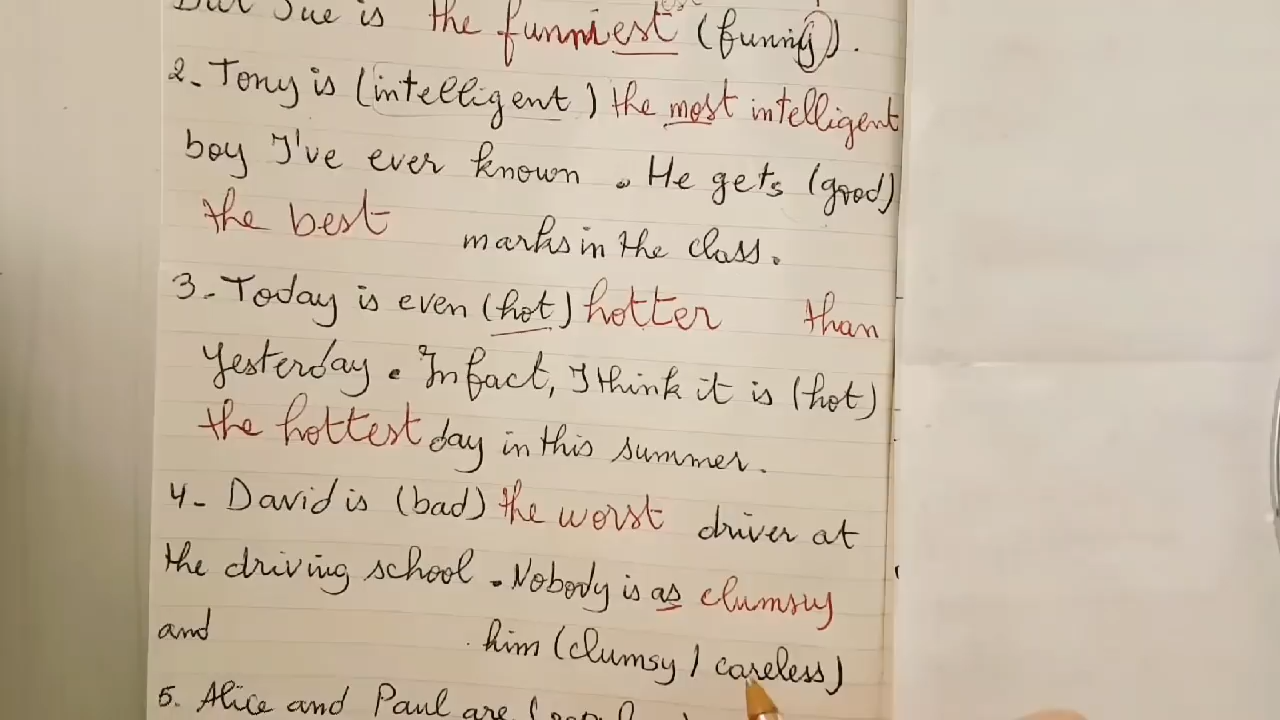 Sue is the funniest (funny).
2- Tony is (intelligent) the most intelligent
boy I've ever known. He gets (good)
the best marks in the class.
3- Today is even (hot) hotter than
yesterday. In fact, I think it is (hot)
the hottest day in this summer.
4- David is (bad) the worst driver at
the driving school. Nobody is as clumsy
and him (clumsy / careless)
5. Alice and Paul are